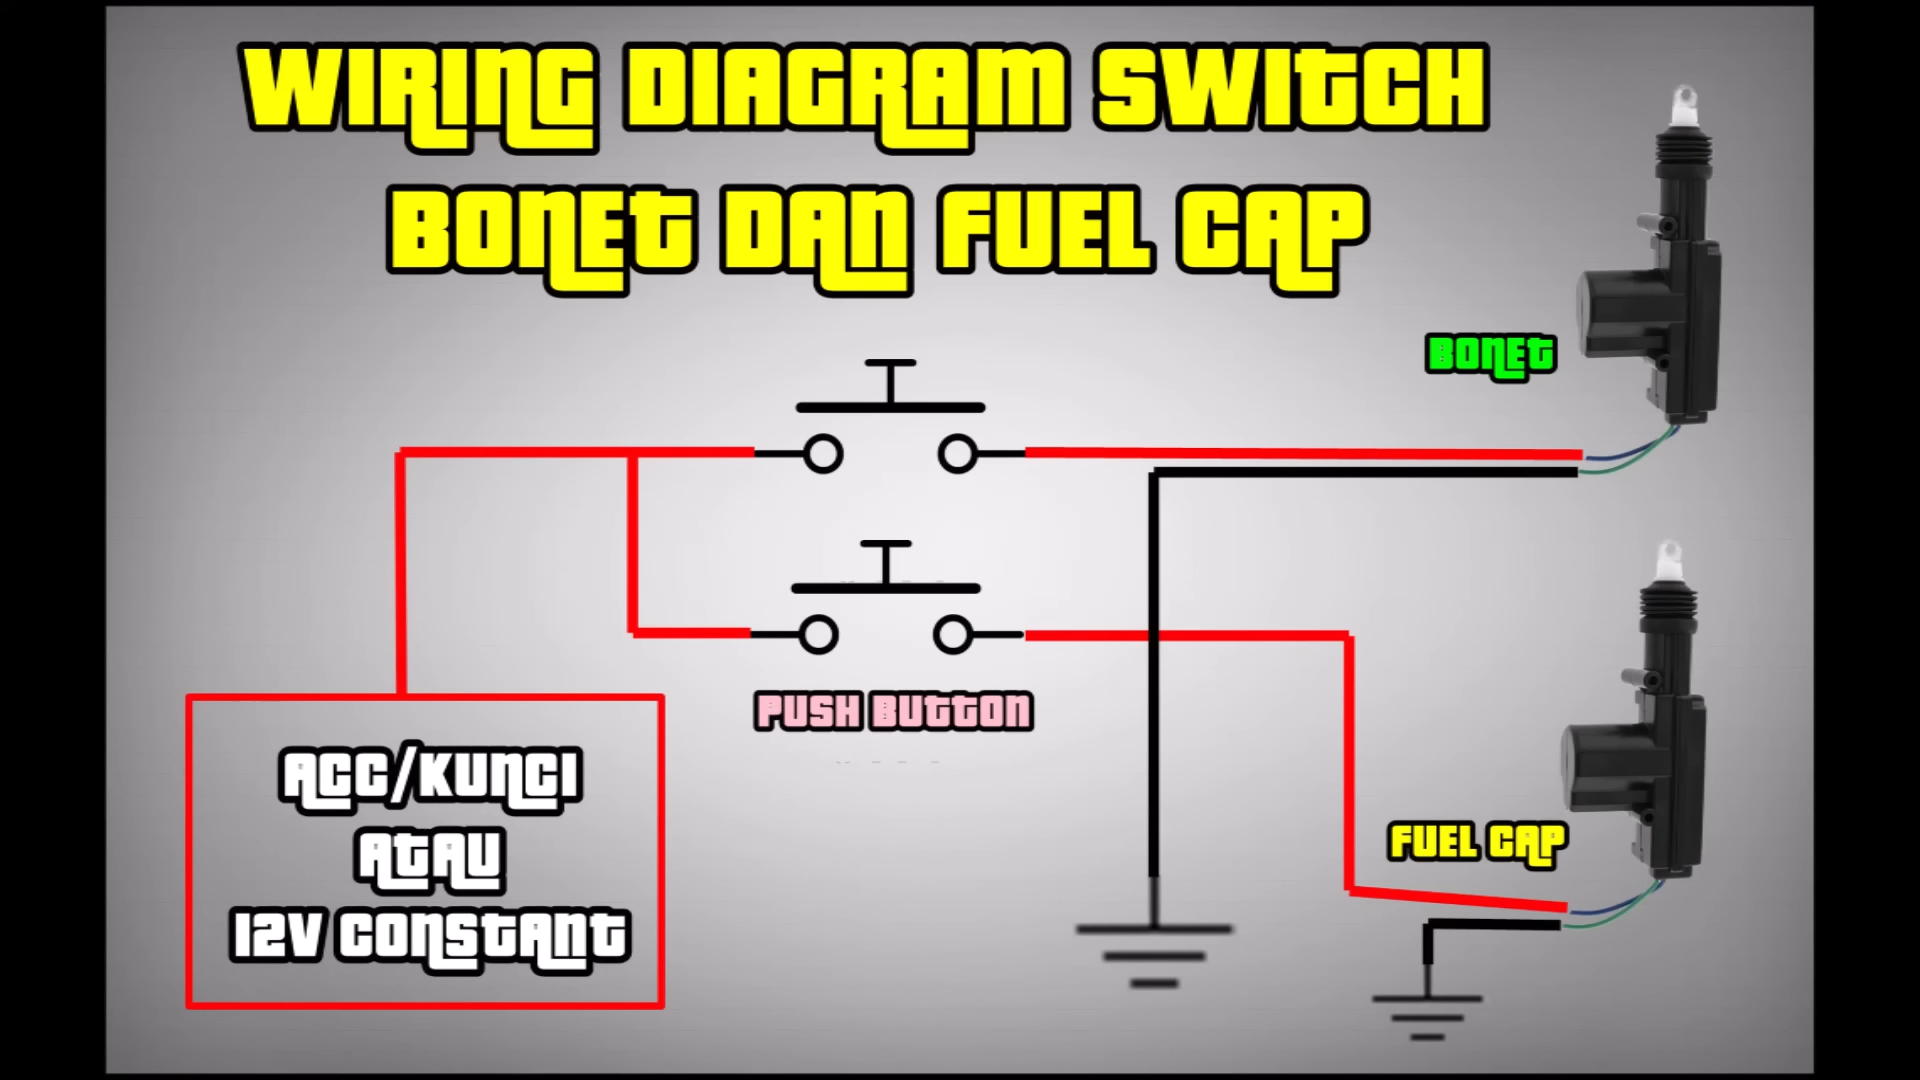 WIRING DIAGRAM SWITCH
BONET DAN FUEL CAP
BONET
PUSH BUTTON
ACC/KUNCI
ATAU
12V CONSTANT
FUEL CAP